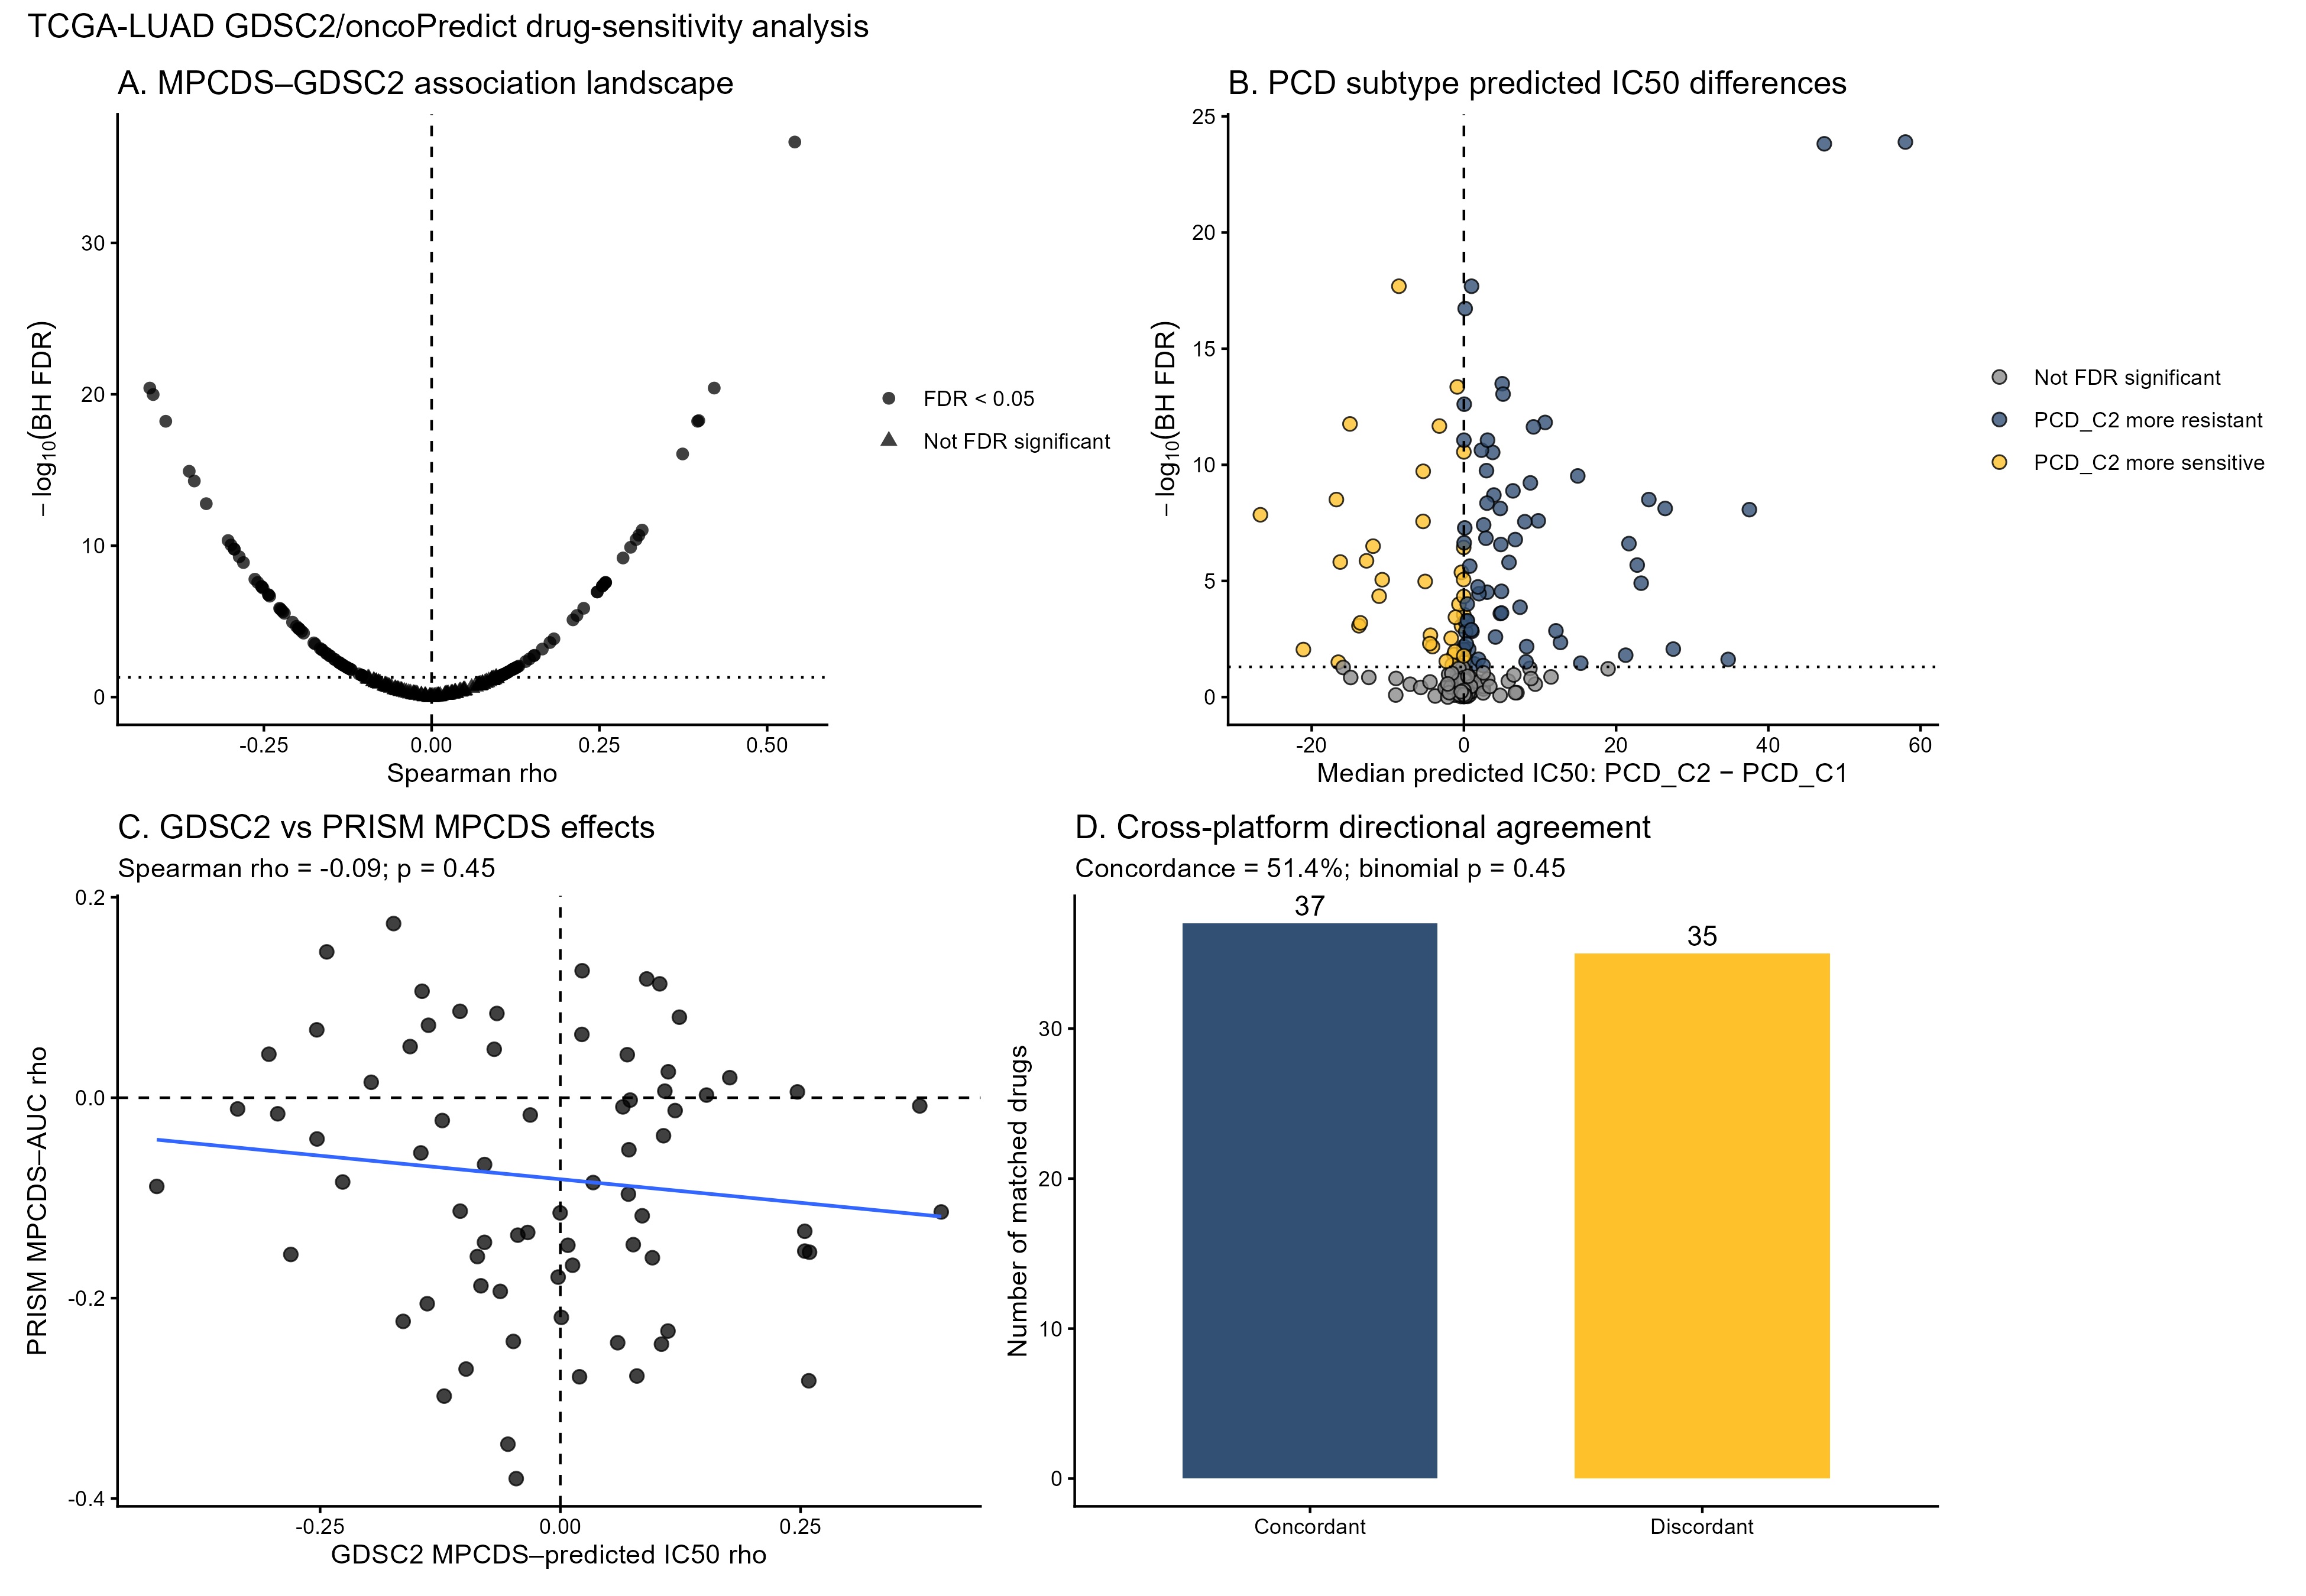 TCGA-LUAD GDSC2/oncoPredict drug-sensitivity analysis
A. MPCDS–GDSC2 association landscape
− log10(BH FDR)
30
20
10
0
-0.25
0.00
0.25
0.50
Spearman rho
FDR < 0.05
Not FDR significant
B. PCD subtype predicted IC50 differences
− log10(BH FDR)
25
20
15
10
5
0
-20
0
20
40
60
Median predicted IC50: PCD_C2 − PCD_C1
Not FDR significant
PCD_C2 more resistant
PCD_C2 more sensitive
C. GDSC2 vs PRISM MPCDS effects
Spearman rho = -0.09; p = 0.45
PRISM MPCDS–AUC rho
0.2
0.0
-0.2
-0.4
-0.25
0.00
0.25
GDSC2 MPCDS–predicted IC50 rho
D. Cross-platform directional agreement
Concordance = 51.4%; binomial p = 0.45
Number of matched drugs
30
20
10
0
37
35
Concordant
Discordant